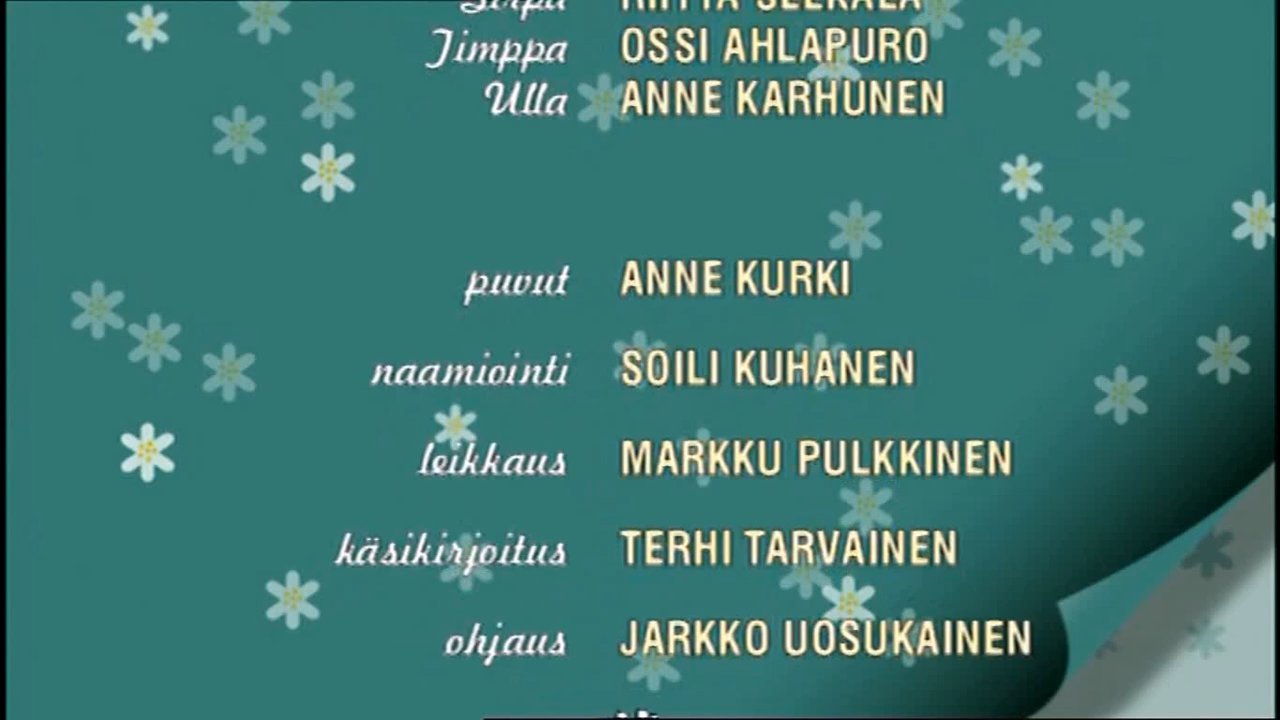 Jimppa OSSI AHLAPURO
Ulla ANNE KARHUNEN
puvut ANNE KURKI
naamiointi SOILI KUHANEN
leikkaus MARKKU PULKKINEN
käsikirjoitus TERHI TARVAINEN
ohjaus JARKKO UOSUKAINEN